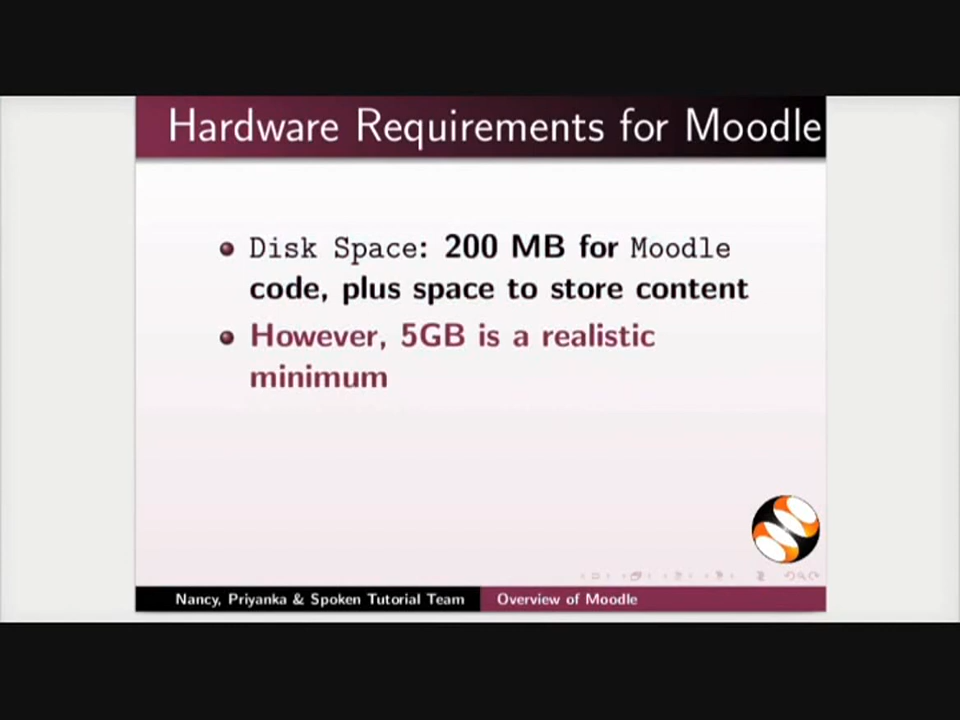 Hardware Requirements for Moodle
Disk Space: 200 MB for Moodle
code, plus space to store content
However, 5GB is a realistic
minimum
Nancy, Priyanka & Spoken Tutorial Team
Overview of Moodle